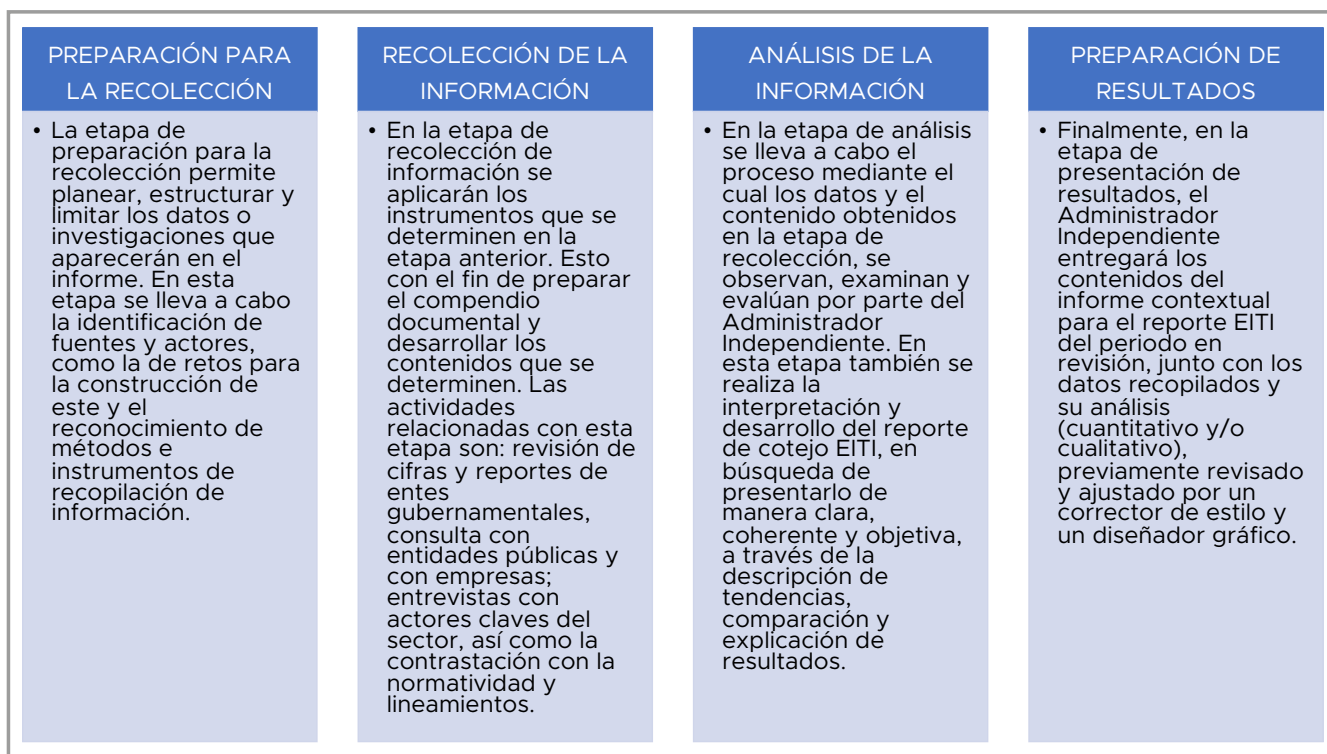 PREPARACIÓN PARA
LA RECOLECCIÓN
• La etapa de
preparación para la
recolección permite
planear, estructurar y
limitar los datos o
investigaciones que
aparecerán en el
informe. En esta
etapa se lleva a cabo
la identificación de
fuentes y actores,
como la de retos para
la construcción de
este y el
reconocimiento de
métodos e
instrumentos de
recopilación de
información.
RECOLECCIÓN DE LA
INFORMACIÓN
• En la etapa de
recolección de
información se
aplicarán los
instrumentos que se
determinen en la
etapa anterior. Esto
con el fin de preparar
el compendio
documental y
desarrollar los
contenidos que se
determinen. Las
actividades
relacionadas con esta
etapa son: revisión de
cifras y reportes de
entes
gubernamentales,
consulta con
entidades públicas y
con empresas;
entrevistas con
actores claves del
sector, así como la
contrastación con la
normatividad y
lineamientos.
ANÁLISIS DE LA
INFORMACIÓN
• En la etapa de análisis
se lleva a cabo el
proceso mediante el
cual los datos y el
contenido obtenidos
en la etapa de
recolección, se
observan, examinan y
evalúan por parte del
Administrador
Independiente. En
esta etapa también se
realiza la
interpretación y
desarrollo del reporte
de cotejo EITI, en
búsqueda de
presentarlo de
manera clara,
coherente y objetiva,
a través de la
descripción de
tendencias,
comparación y
explicación de
resultados.
PREPARACIÓN DE
RESULTADOS
• Finalmente, en la
etapa de
presentación de
resultados, el
Administrador
Independiente
entregará los
contenidos del
informe contextual
para el reporte EITI
del periodo en
revisión, junto con los
datos recopilados y
su análisis
(cuantitativo y/o
cualitativo),
previamente revisado
y ajustado por un
corrector de estilo y
un diseñador gráfico.